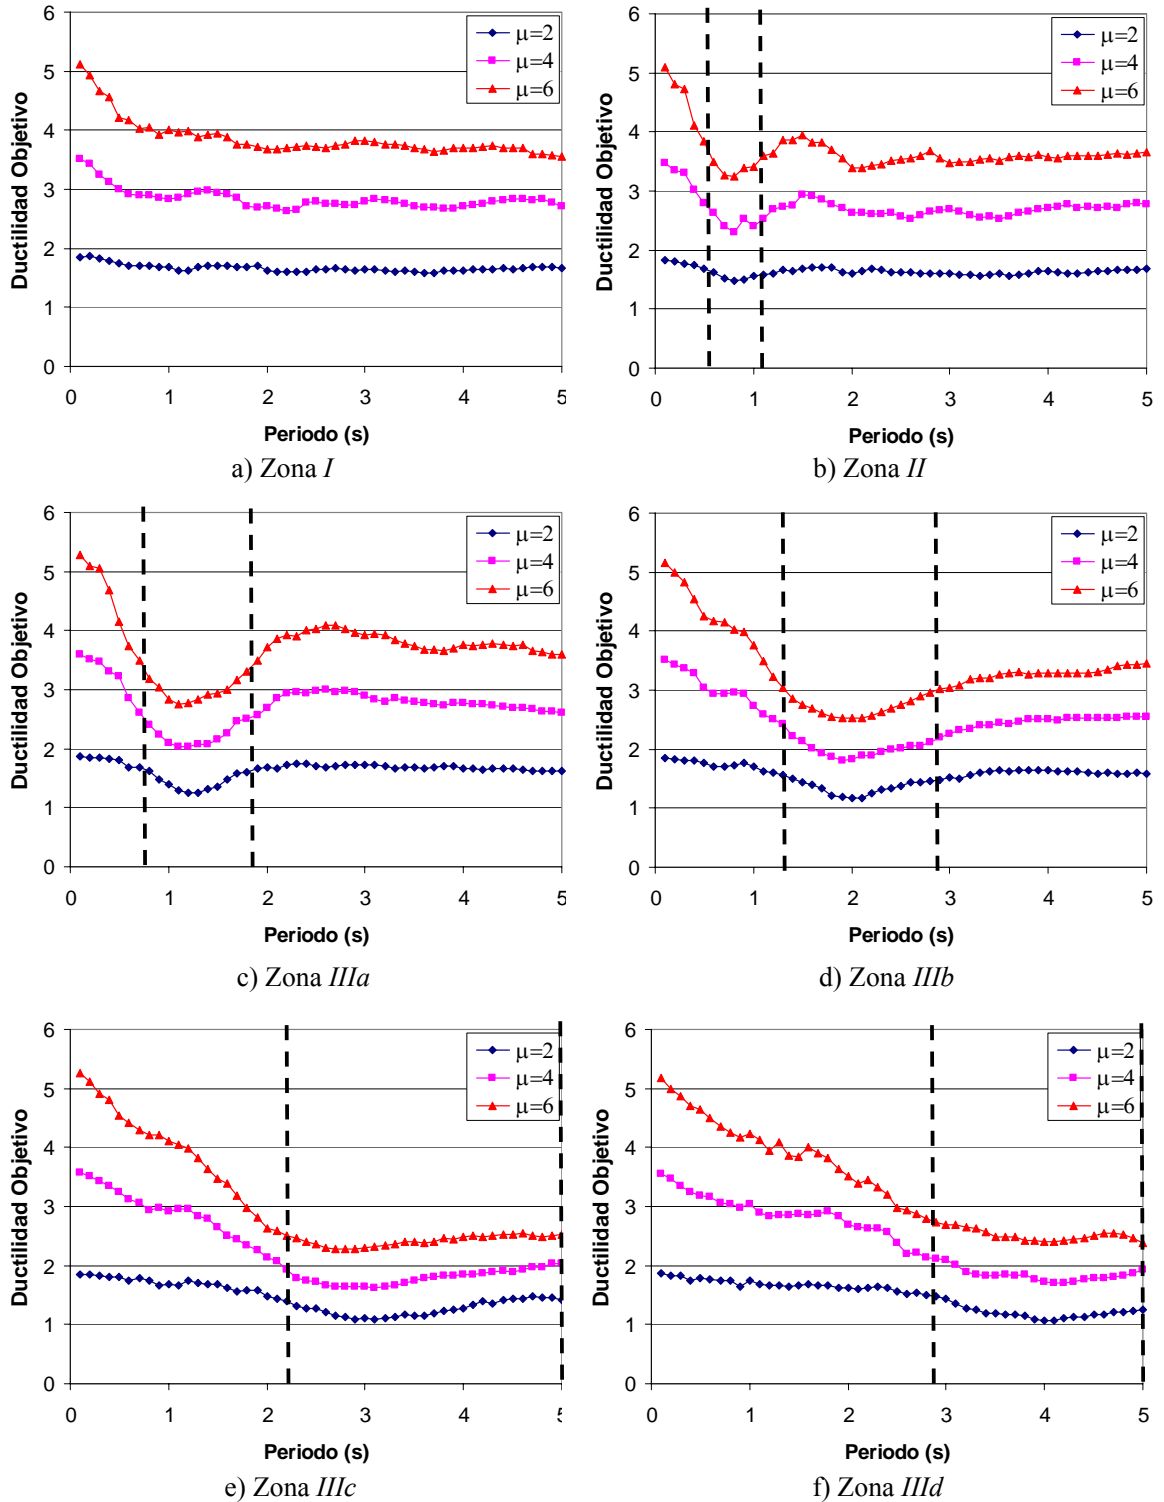 Ductilidad Objetivo
6
5
4
3
2
1
0
μ=2
μ=4
μ=6
0 1 2 3 4 5
Periodo (s)
a) Zona I
Ductilidad Objetivo
6
5
4
3
2
1
0
μ=2
μ=4
μ=6
0 1 2 3 4 5
Periodo (s)
b) Zona II
Ductilidad Objetivo
6
5
4
3
2
1
0
μ=2
μ=4
μ=6
0 1 2 3 4 5
Periodo (s)
c) Zona IIIa
Ductilidad Objetivo
6
5
4
3
2
1
0
μ=2
μ=4
μ=6
0 1 2 3 4 5
Periodo (s)
d) Zona IIIb
Ductilidad Objetivo
6
5
4
3
2
1
0
μ=2
μ=4
μ=6
0 1 2 3 4 5
Periodo (s)
e) Zona IIIc
Ductilidad Objetivo
6
5
4
3
2
1
0
μ=2
μ=4
μ=6
0 1 2 3 4 5
Periodo (s)
f) Zona IIId